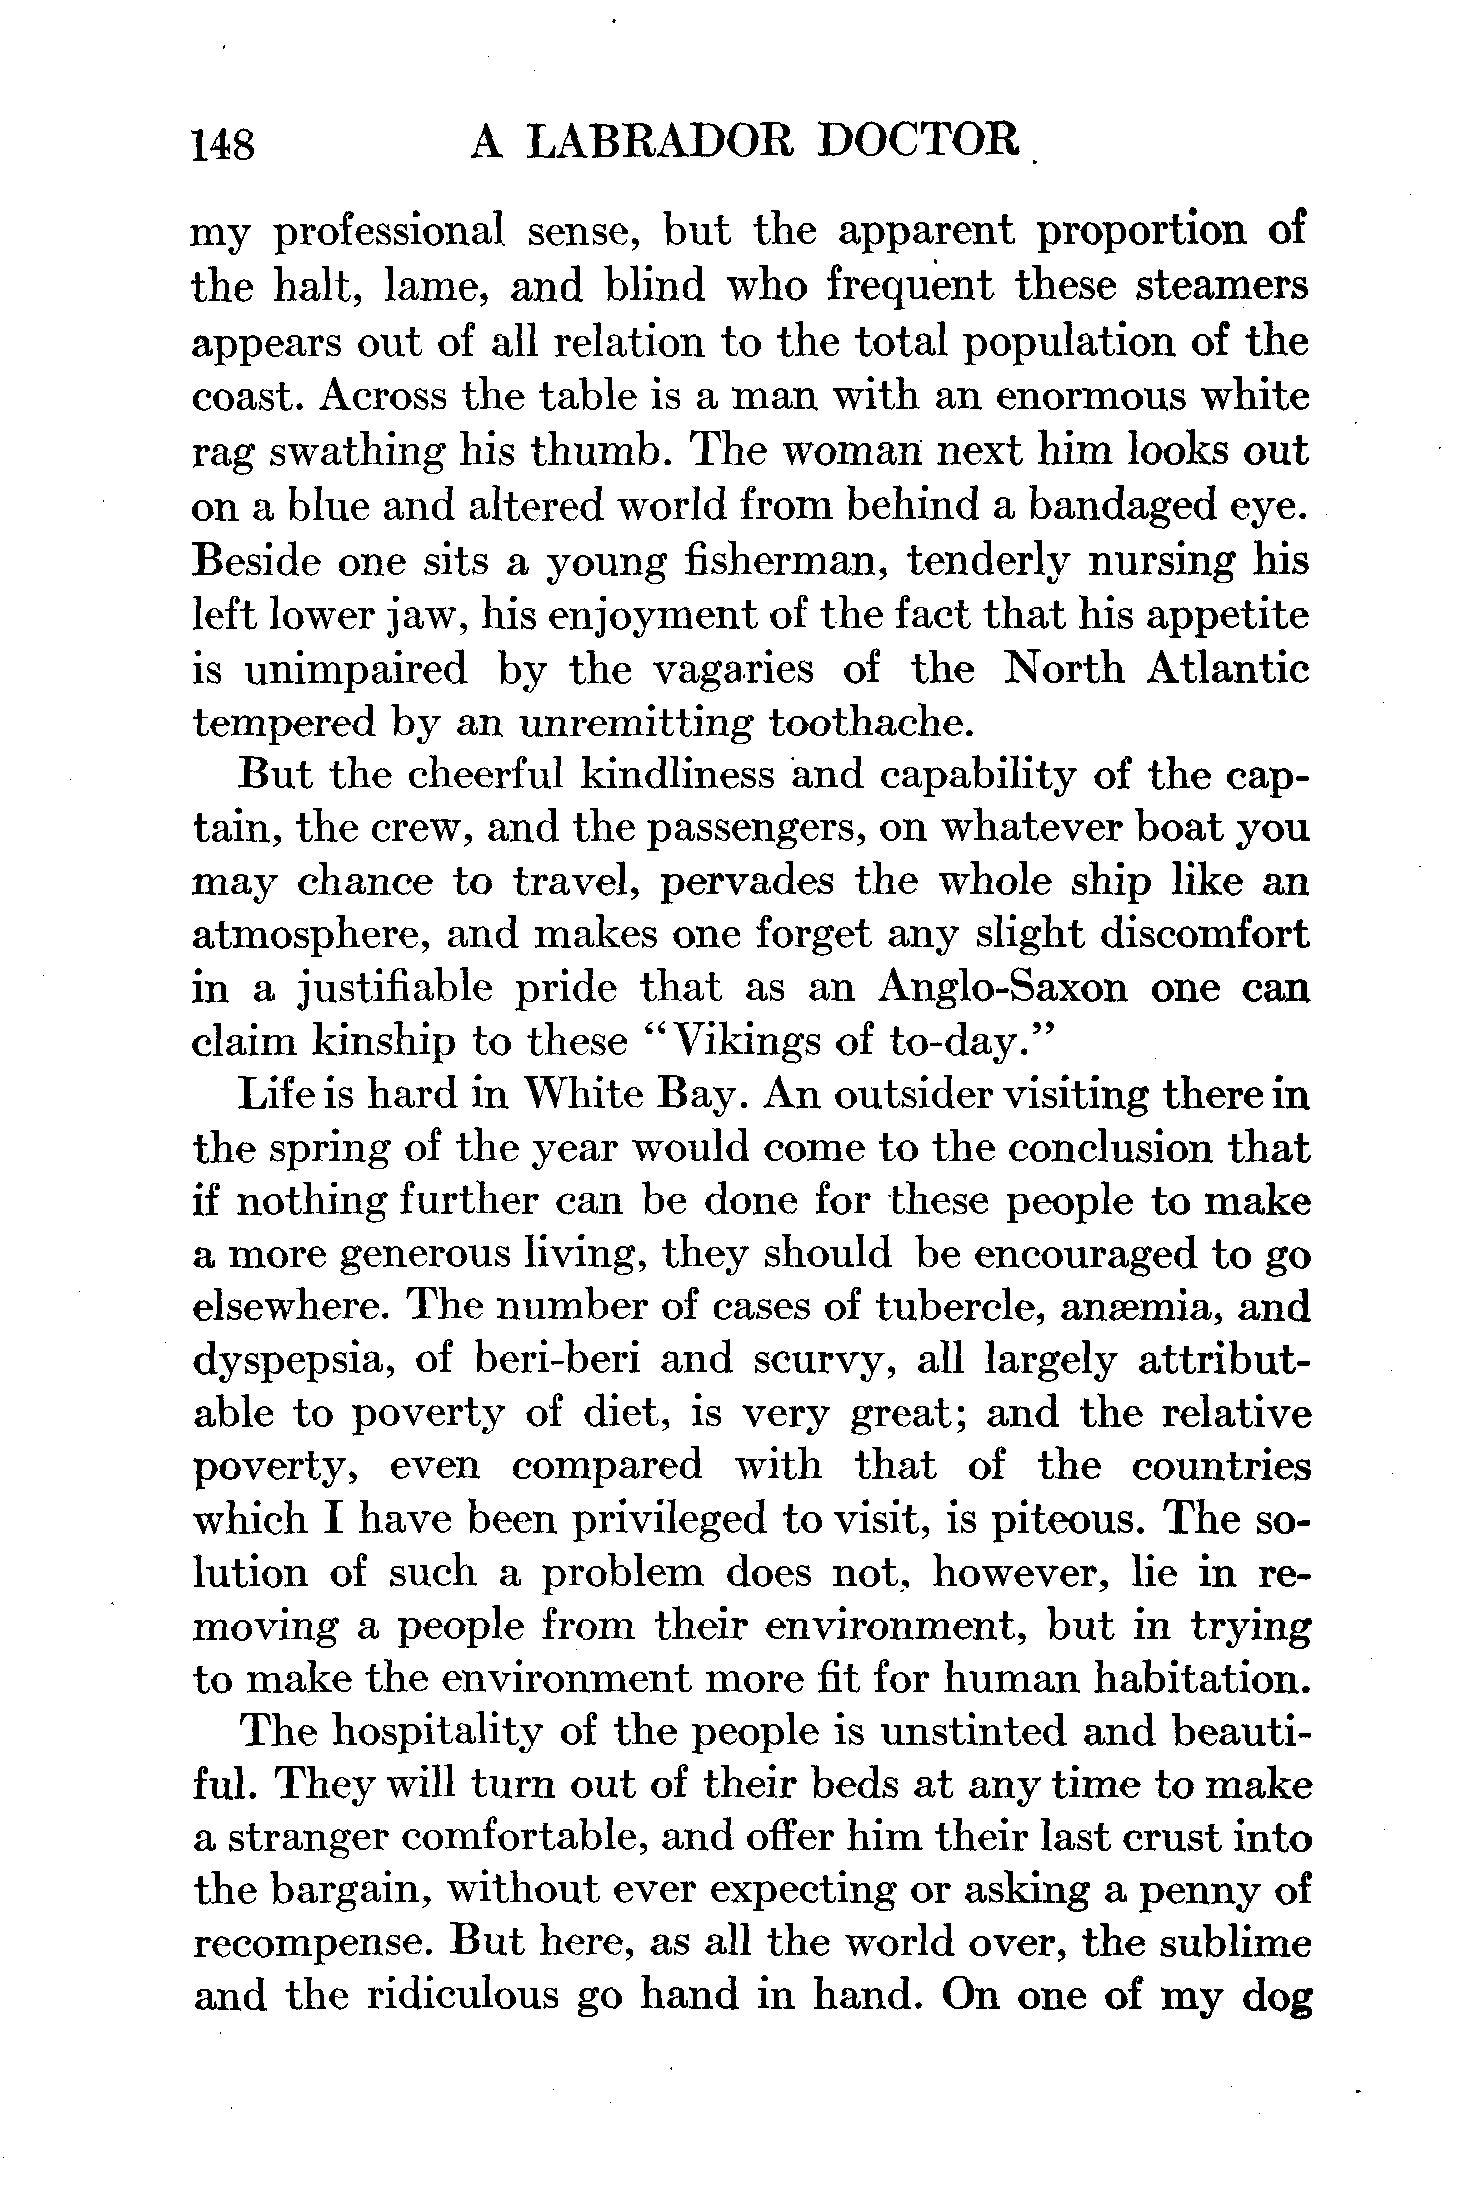 148 A LABRADOR DOCTOR
my professional sense, but the apparent proportion of
the halt, lame, and blind who frequent these steamers
appears out of all relation to the total population of the
coast. Across the table is a man with an enormous white
rag swathing his thumb. The woman next him looks out
on a blue and altered world from behind a bandaged eye.
Beside one sits a young fisherman, tenderly nursing his
left lower jaw, his enjoyment of the fact that his appetite
is unimpaired by the vagaries of the North Atlantic
tempered by an unremitting toothache.
But the cheerful kindliness and capability of the cap-
tain, the crew, and the passengers, on whatever boat you
may chance to travel, pervades the whole ship like an
atmosphere, and makes one forget any slight discomfort
in a justifiable pride that as an Anglo-Saxon one can
claim kinship to these “Vikings of to-day.”
Life is hard in White Bay. An outsider visiting there in
the spring of the year would come to the conclusion that
if nothing further can be done for these people to make
a more generous living, they should be encouraged to go
elsewhere. The number of cases of tubercle, anæmia, and
dyspepsia, of beri-beri and scurvy, all largely attribut-
able to poverty of diet, is very great; and the relative
poverty, even compared with that of the countries
which I have been privileged to visit, is piteous. The so-
lution of such a problem does not, however, lie in re-
moving a people from their environment, but in trying
to make the environment more fit for human habitation.
The hospitality of the people is unstinted and beauti-
ful. They will turn out of their beds at any time to make
a stranger comfortable, and offer him their last crust into
the bargain, without ever expecting or asking a penny of
recompense. But here, as all the world over, the sublime
and the ridiculous go hand in hand. On one of my dog